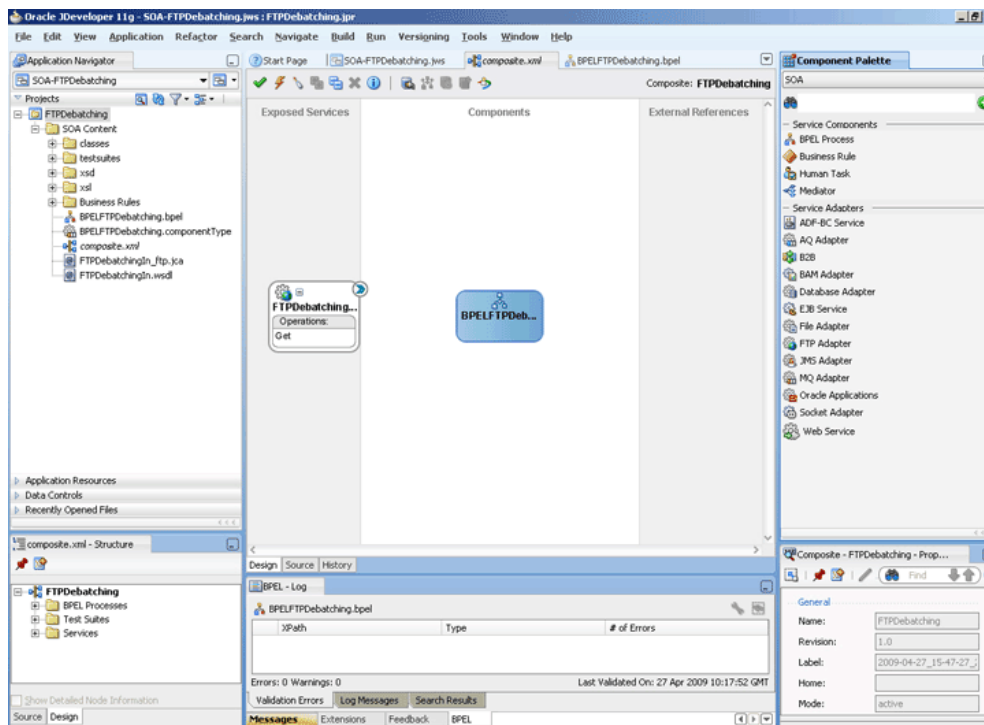 Oracle JDeveloper 11g - SOA-FTPDebatching.jws : FTPDebatching.jpr
File Edit View Application Refactor Search Navigate Build Run Versigning Tools Window Help
Application Navigator
SOA-FTPDebatching
Projects
FTPDebatching
SOA Content
classes
testsuites
xsd
xsl
Business Rules
BPELFTPDebatching.bpel
BPELFTPDebatching.componentType
composite.xml
FTPDebatchingIn_ftp.jca
FTPDebatchingIn.wsdl
Application Resources
Data Controls
Recently Opened Files
composite.xml - Structure
FTPDebatching
BPEL Processes
Test Suites
Services
Show Detailed Node Information
Source Design
Start Page SOA-FTPDebatching.jws composite.xml BPELFTPDebatching.bpel
Composite: FTPDebatching
Exposed Services Components External References
FTPDebatching...
Operations:
Get
BPELFTPDeb...
Design Source History
BPEL - Log
BPELFTPDebatching.bpel
XPath Type # of Errors
Errors: 0 Warnings: 0 Last Validated On: 27 Apr 2009 10:17:52 GMT
Validation Errors Log Messages Search Results
Messages Extensions Feedback BPEL
Component Palette
SOA
Service Components
BPEL Process
Business Rule
Human Task
Mediator
Service Adapters
ADF-BC Service
AQ Adapter
B2B
BAM Adapter
Database Adapter
EJB Service
File Adapter
FTP Adapter
JMS Adapter
MQ Adapter
Oracle Applications
Socket Adapter
Web Service
Composite - FTPDebatching - Prop...
Find
General
Name: FTPDebatching
Revision: 1.0
Label: 2009-04-27_15-47-27_
Home:
Mode: active